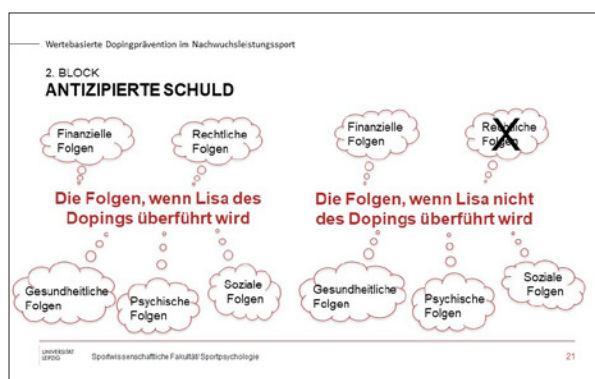 Wertebasierte Dopingprävention im Nachwuchsleistungssport
2. BLOCK
ANTIZIPIERTE SCHULD
Finanzielle
Folgen
Rechtliche
Folgen
Die Folgen, wenn Lisa des
Dopings überführt wird
Gesundheitliche
Folgen
Psychische
Folgen
Soziale
Folgen
Finanzielle
Folgen
Rechtliche
Folgen
X
Die Folgen, wenn Lisa nicht
des Dopings überführt wird
Gesundheitliche
Folgen
Psychische
Folgen
Soziale
Folgen
UNIVERSITÄT
LEIPZIG
Sportwissenschaftliche Fakultät/Sportpsychologie
21